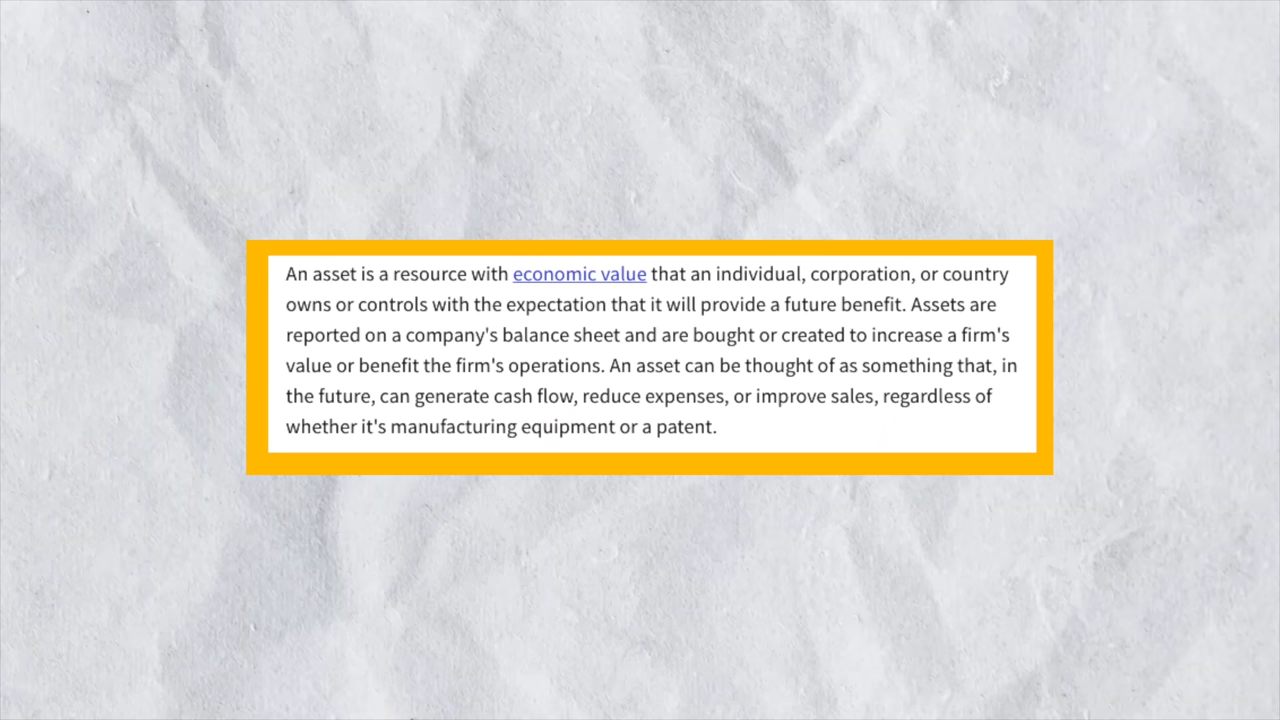 An asset is a resource with economic value that an individual, corporation, or country
owns or controls with the expectation that it will provide a future benefit. Assets are
reported on a company's balance sheet and are bought or created to increase a firm's
value or benefit the firm's operations. An asset can be thought of as something that, in
the future, can generate cash flow, reduce expenses, or improve sales, regardless of
whether it's manufacturing equipment or a patent.